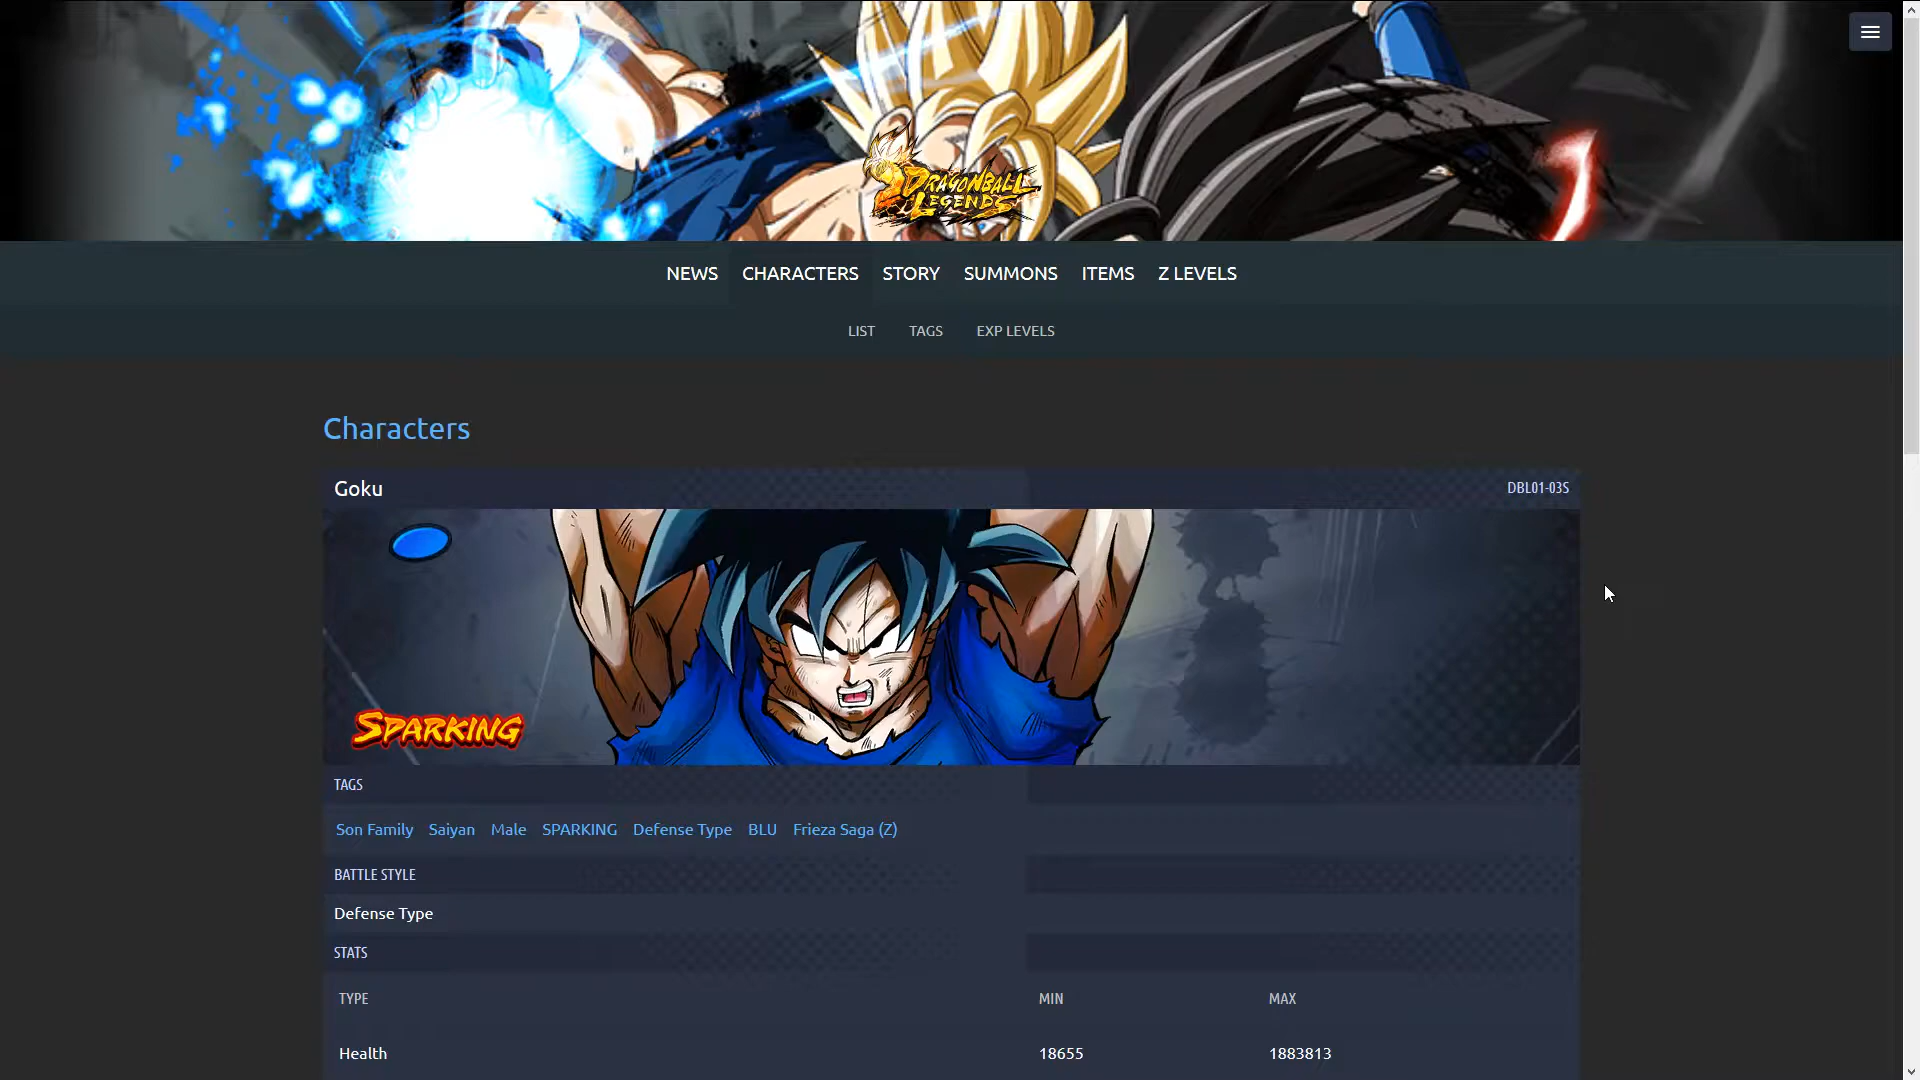 DRAGONBALL
LEGENDS
NEWS CHARACTERS STORY SUMMONS ITEMS Z LEVELS
LIST TAGS EXP LEVELS
Characters
Goku DBL01-03S
SPARKING
TAGS
Son Family Saiyan Male SPARKING Defense Type BLU Frieza Saga (Z)
BATTLE STYLE
Defense Type
STATS
TYPE MIN MAX
Health 18655 1883813